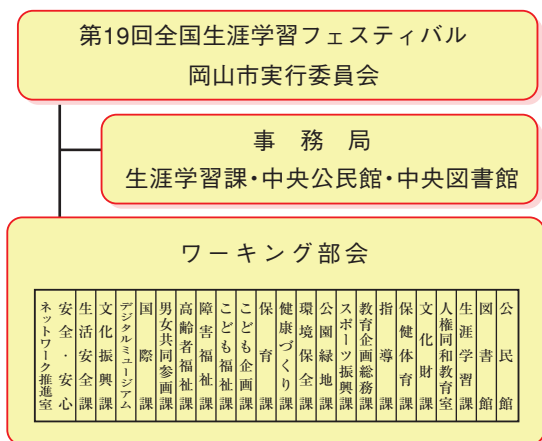 第19回全国生涯学習フェスティバル
岡山市実行委員会
事務局
生涯学習課・中央公民館・中央図書館
ワーキング部会
公民館
図書館
生涯学習課
人権同和教育室
文化財課
保健体育課
指導課
教育企画総務課
スポーツ振興課
公園緑地課
環境保全課
健康づくり課
保育課
こども企画課
こども福祉課
障害福祉課
高齢者福祉課
男女共同参画課
国際課
デジタルミュージアム
文化振興課
生活安全課
安全・安心
ネットワーク推進室